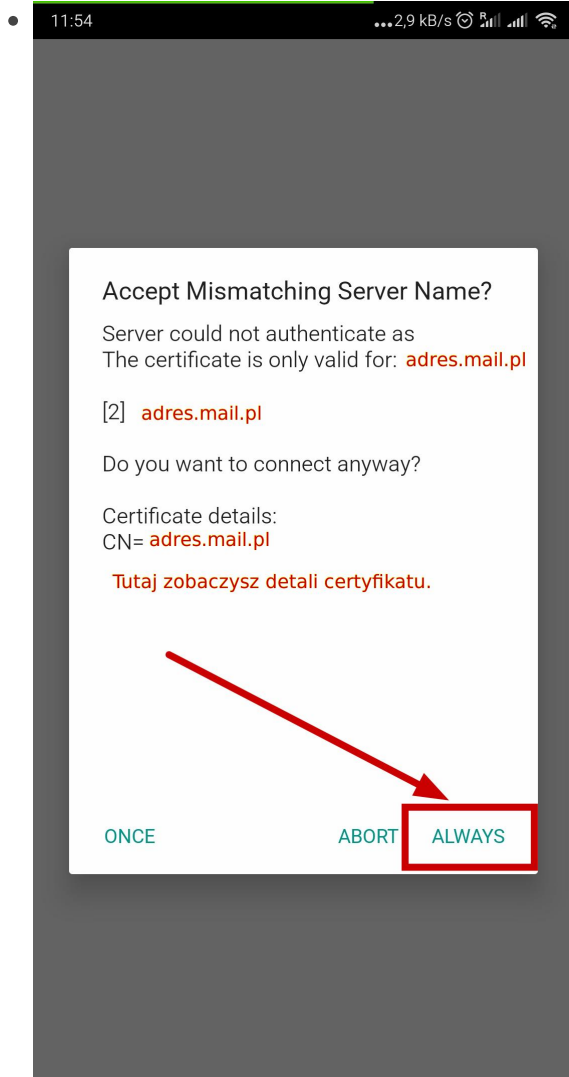 11:54
...2,9 kB/s R
Accept Mismatching Server Name?
Server could not authenticate as
The certificate is only valid for: adres.mail.pl
[2] adres.mail.pl
Do you want to connect anyway?
Certificate details:
CN= adres.mail.pl
Tutaj zobaczysz detali certyfikatu.
ONCE ABORT ALWAYS